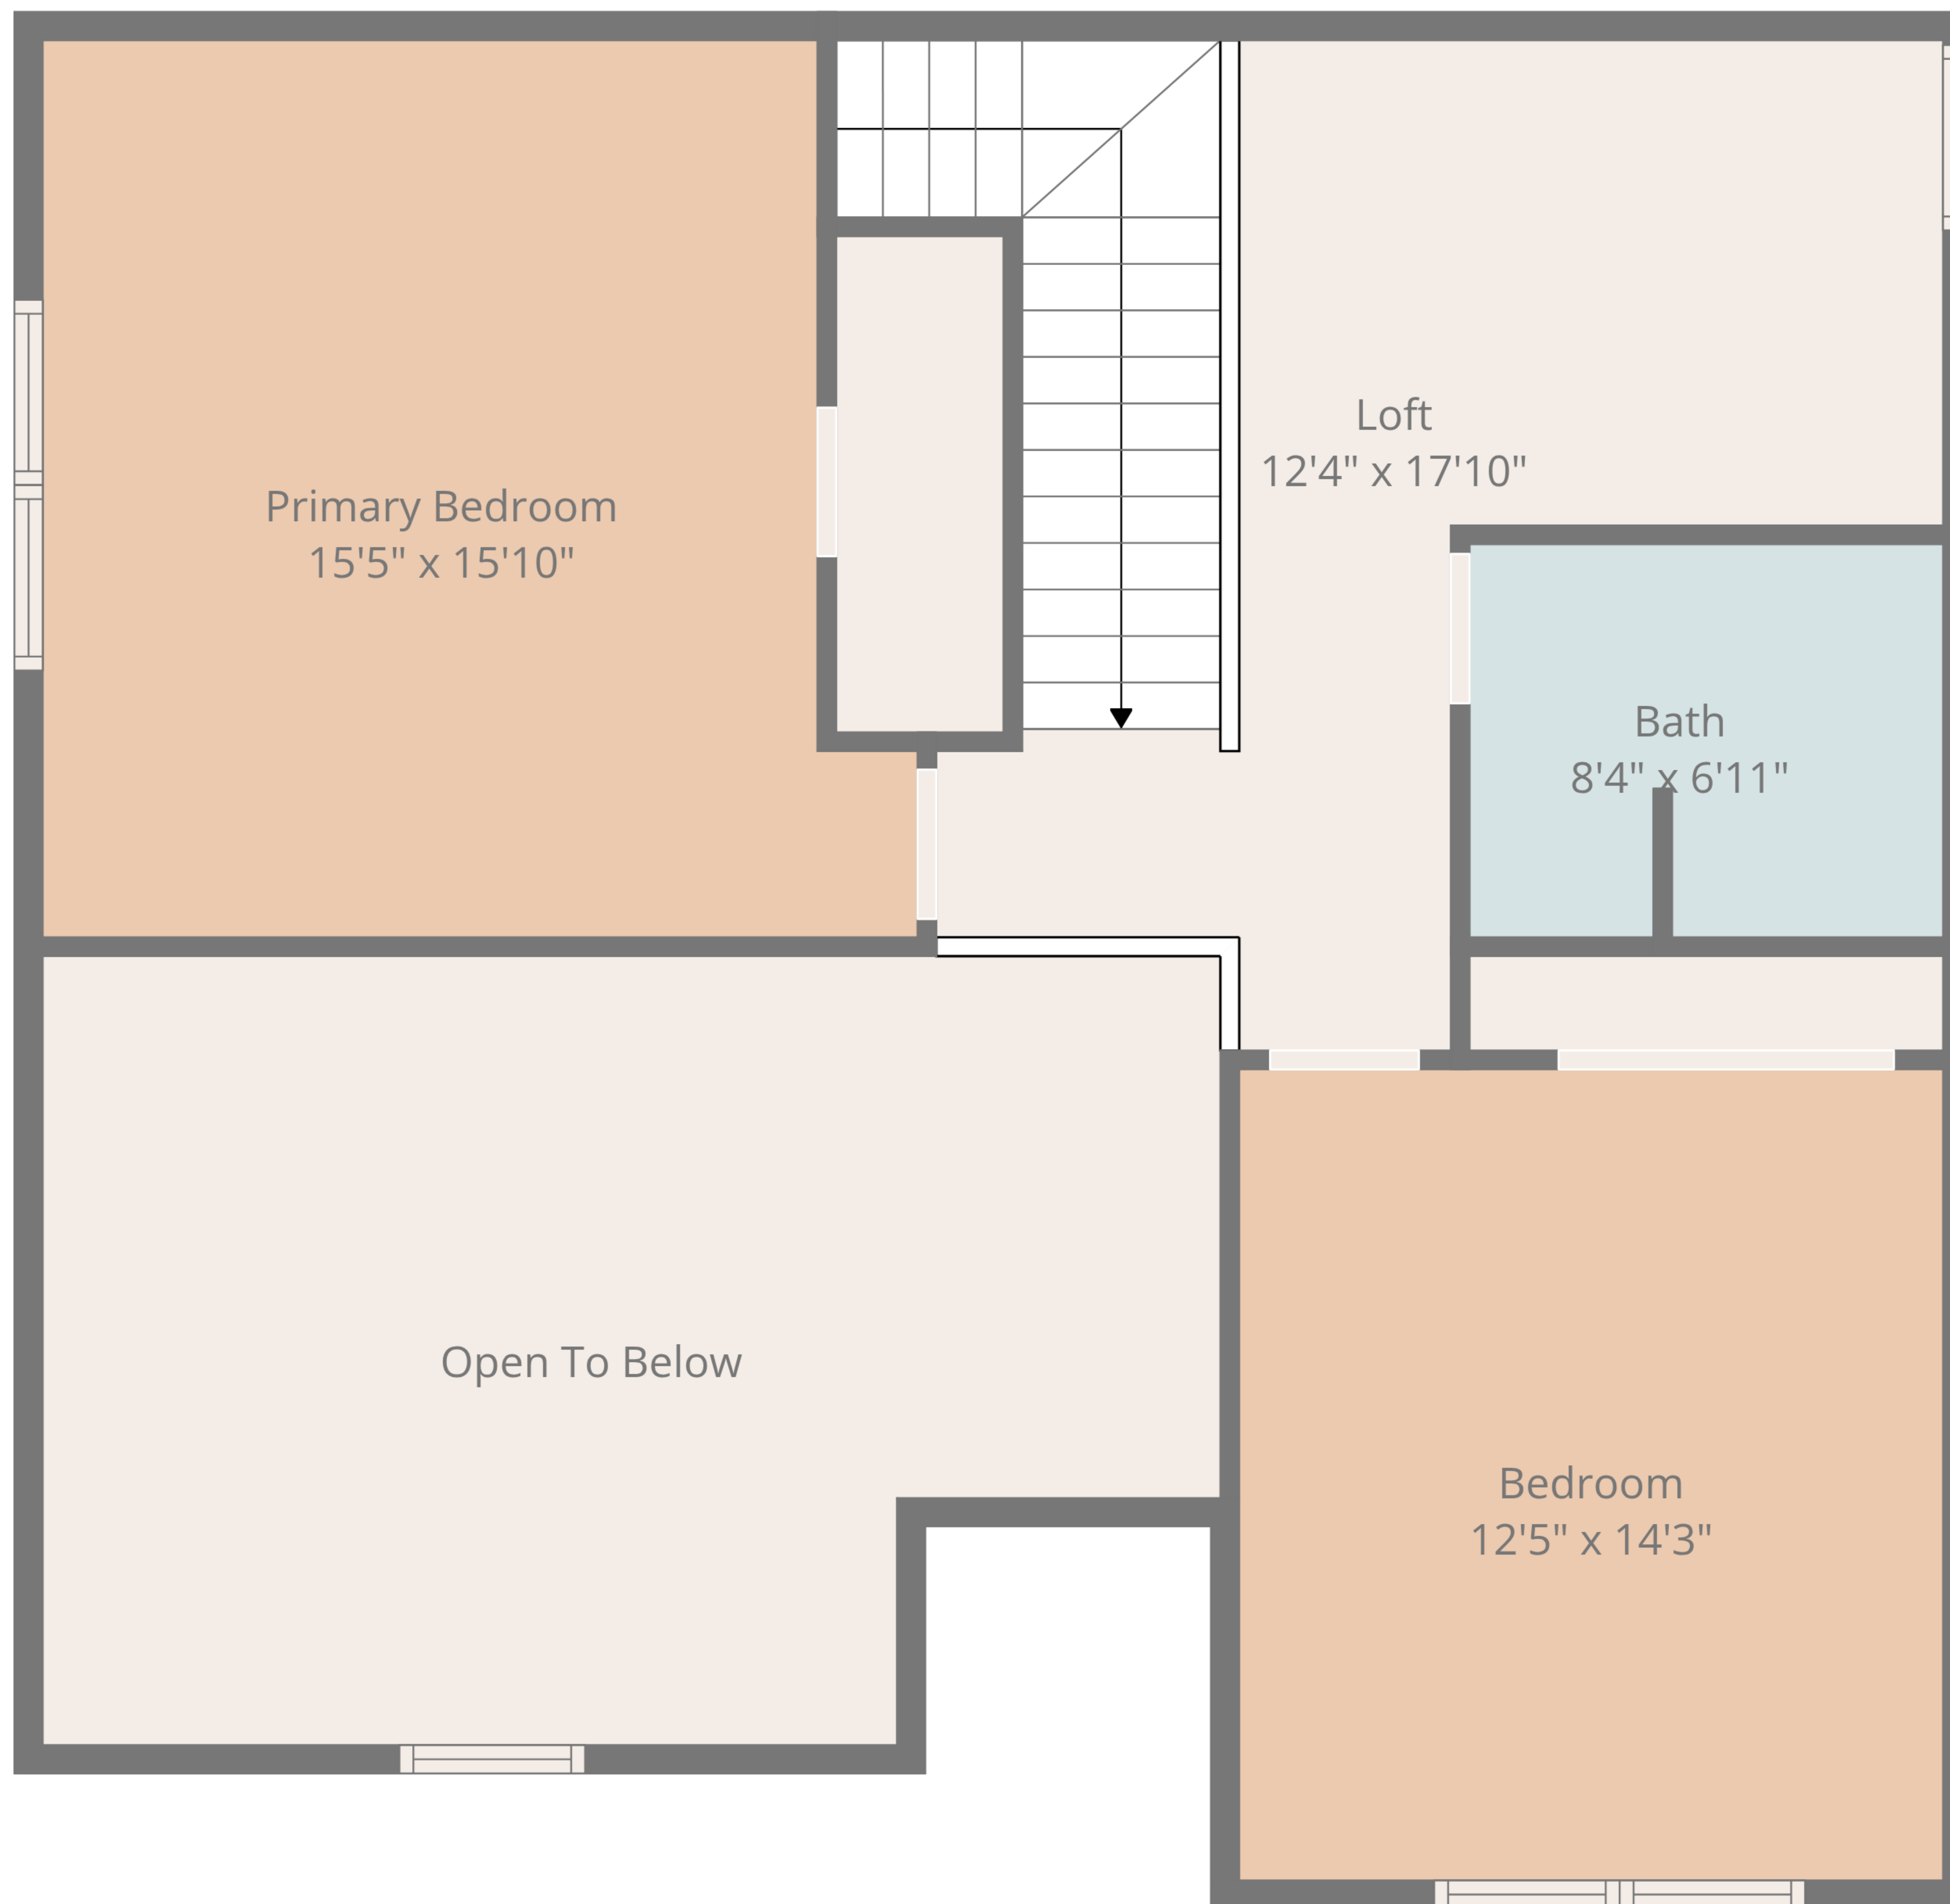 Loft
12'4" x 17'10"
Primary Bedroom
15'5" x 15'10"
Bath
8'4" x 6'11"
Open To Below
Bedroom
12'5" x 14'3"